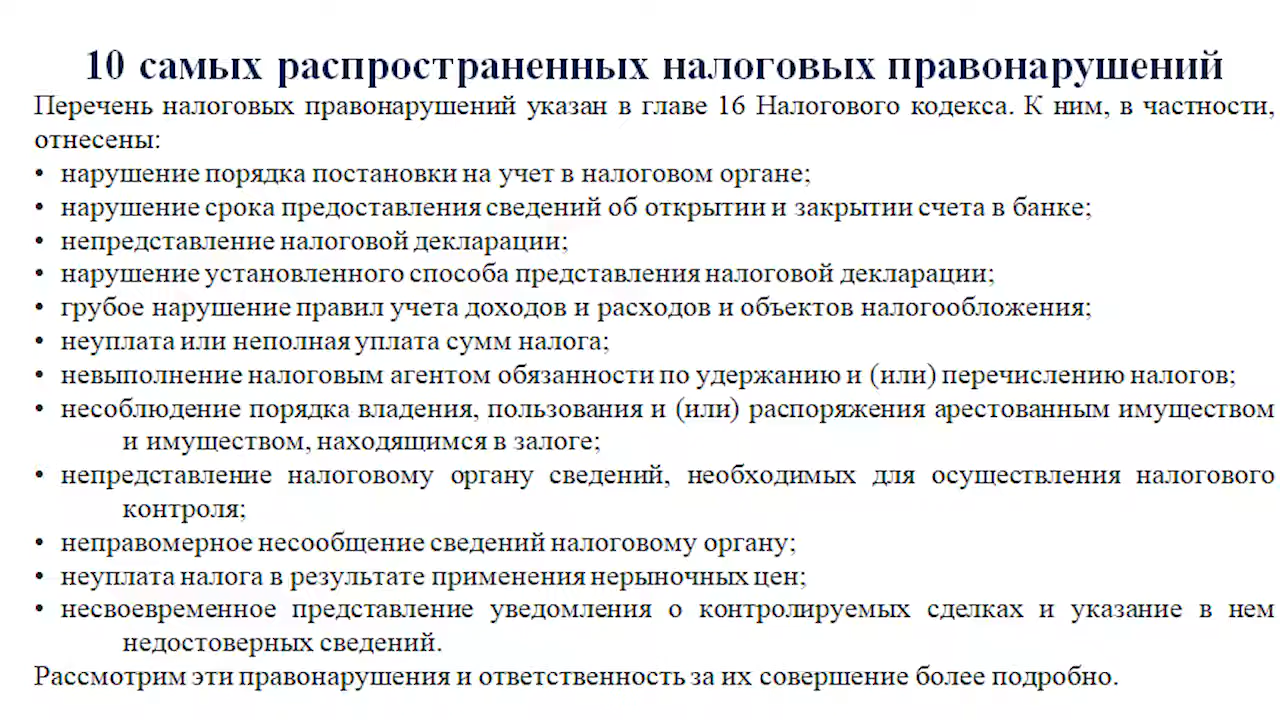 10 самых распространенных налоговых правонарушений
Перечень налоговых правонарушений указан в главе 16 Налогового кодекса. К ним, в частности,
отнесены:
• нарушение порядка постановки на учет в налоговом органе;
• нарушение срока предоставления сведений об открытии и закрытии счета в банке;
• непредставление налоговой декларации;
• нарушение установленного способа представления налоговой декларации;
• грубое нарушение правил учета доходов и расходов и объектов налогообложения;
• неуплата или неполная уплата сумм налога;
• невыполнение налоговым агентом обязанности по удержанию и (или) перечислению налогов;
• несоблюдение порядка владения, пользования и (или) распоряжения арестованным имуществом
и имуществом, находящимся в залоге;
• непредставление налоговому органу сведений, необходимых для осуществления налогового
контроля;
• неправомерное несообщение сведений налоговому органу;
• неуплата налога в результате применения нерыночных цен;
• несвоевременное представление уведомления о контролируемых сделках и указание в нем
недостоверных сведений.
Рассмотрим эти правонарушения и ответственность за их совершение более подробно.